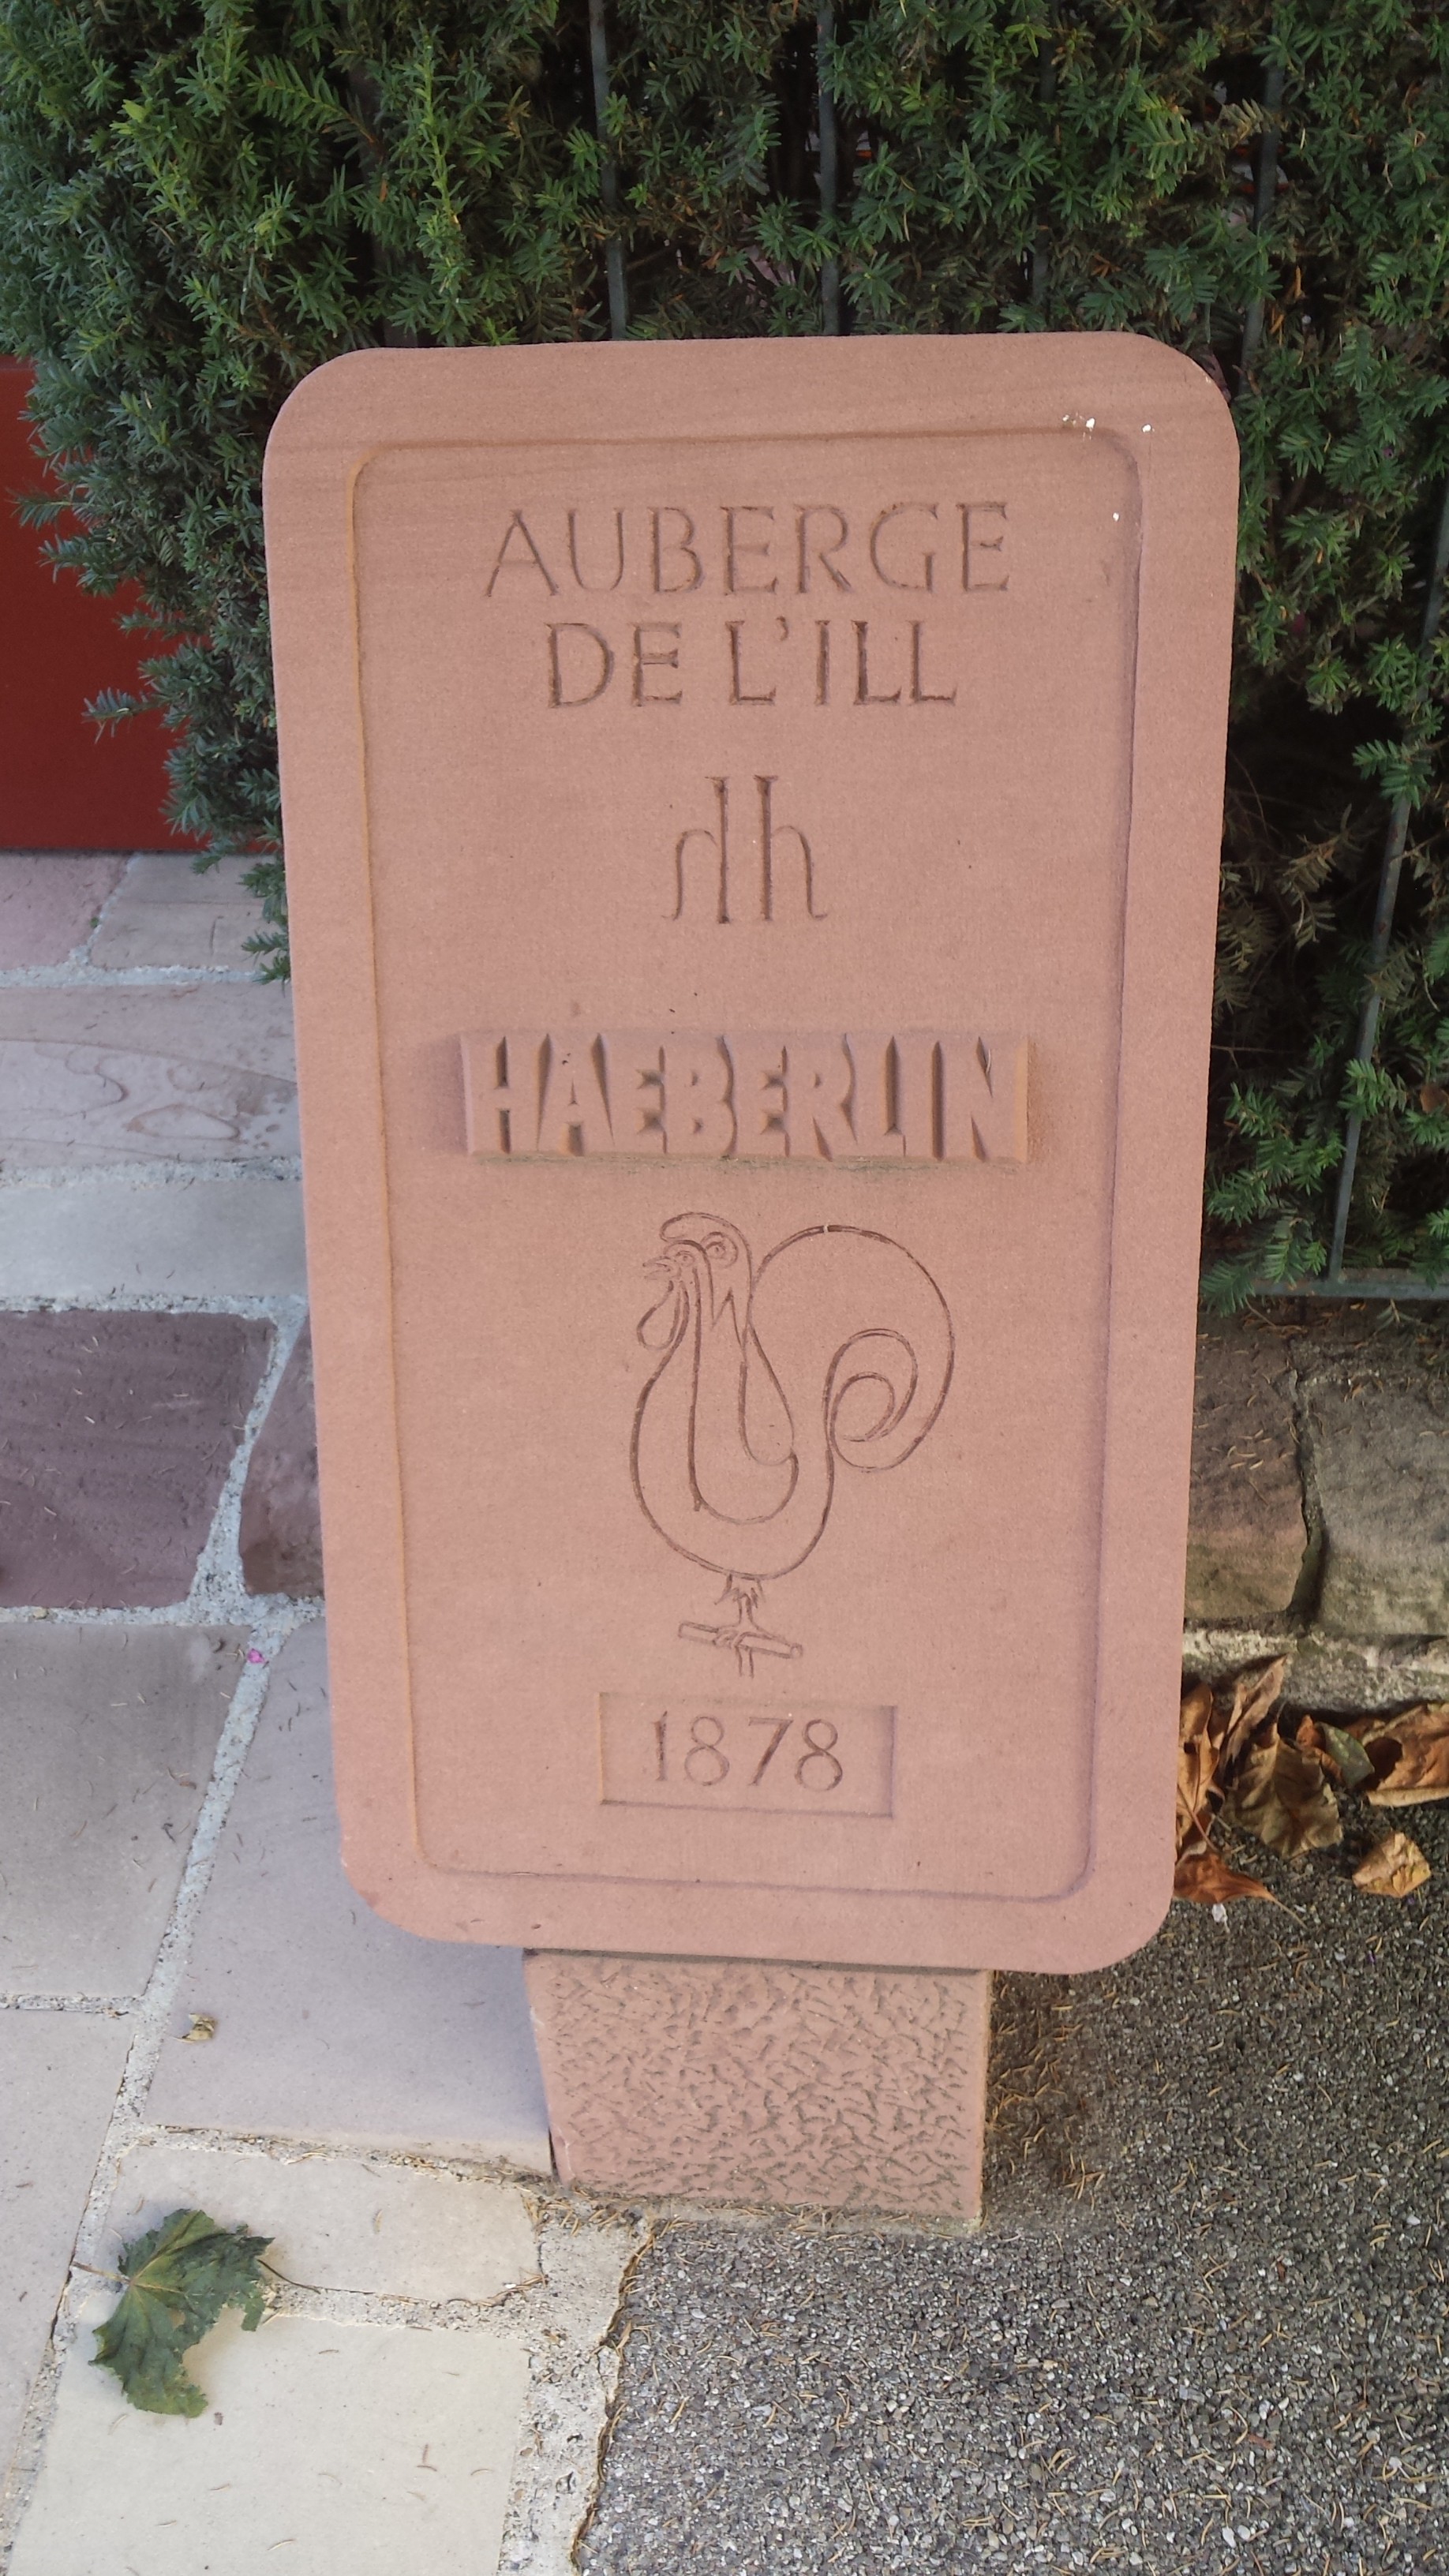 AUBERGE
DE L'ILL
HAEBERLIN
1878